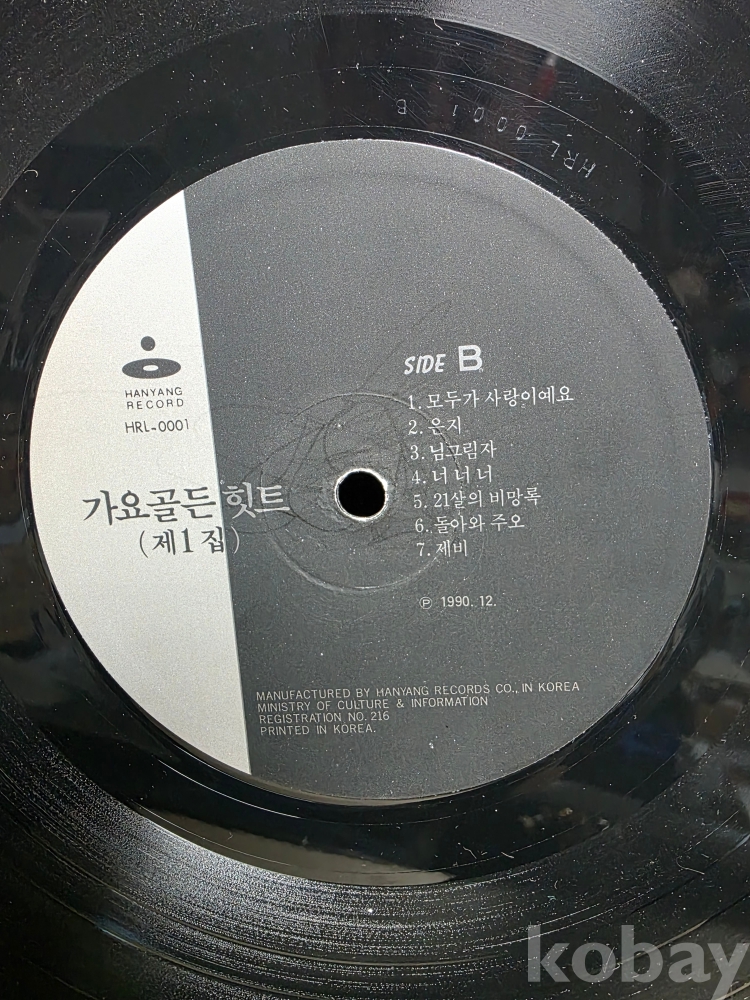 HRL-0001 B
HANYANG
RECORD
HRL-0001
가요골든 힛트
(제1집)
SIDE B
1. 모두가 사랑이예요
2. 은지
3. 님그림자
4. 너 너 너
5. 21살의 비망록
6. 돌아와 주오
7. 제비
Ⓟ 1990. 12.
MANUFACTURED BY HANYANG RECORDS CO., IN KOREA
MINISTRY OF CULTURE & INFORMATION
REGISTRATION NO. 216
PRINTED IN KOREA.
kobay